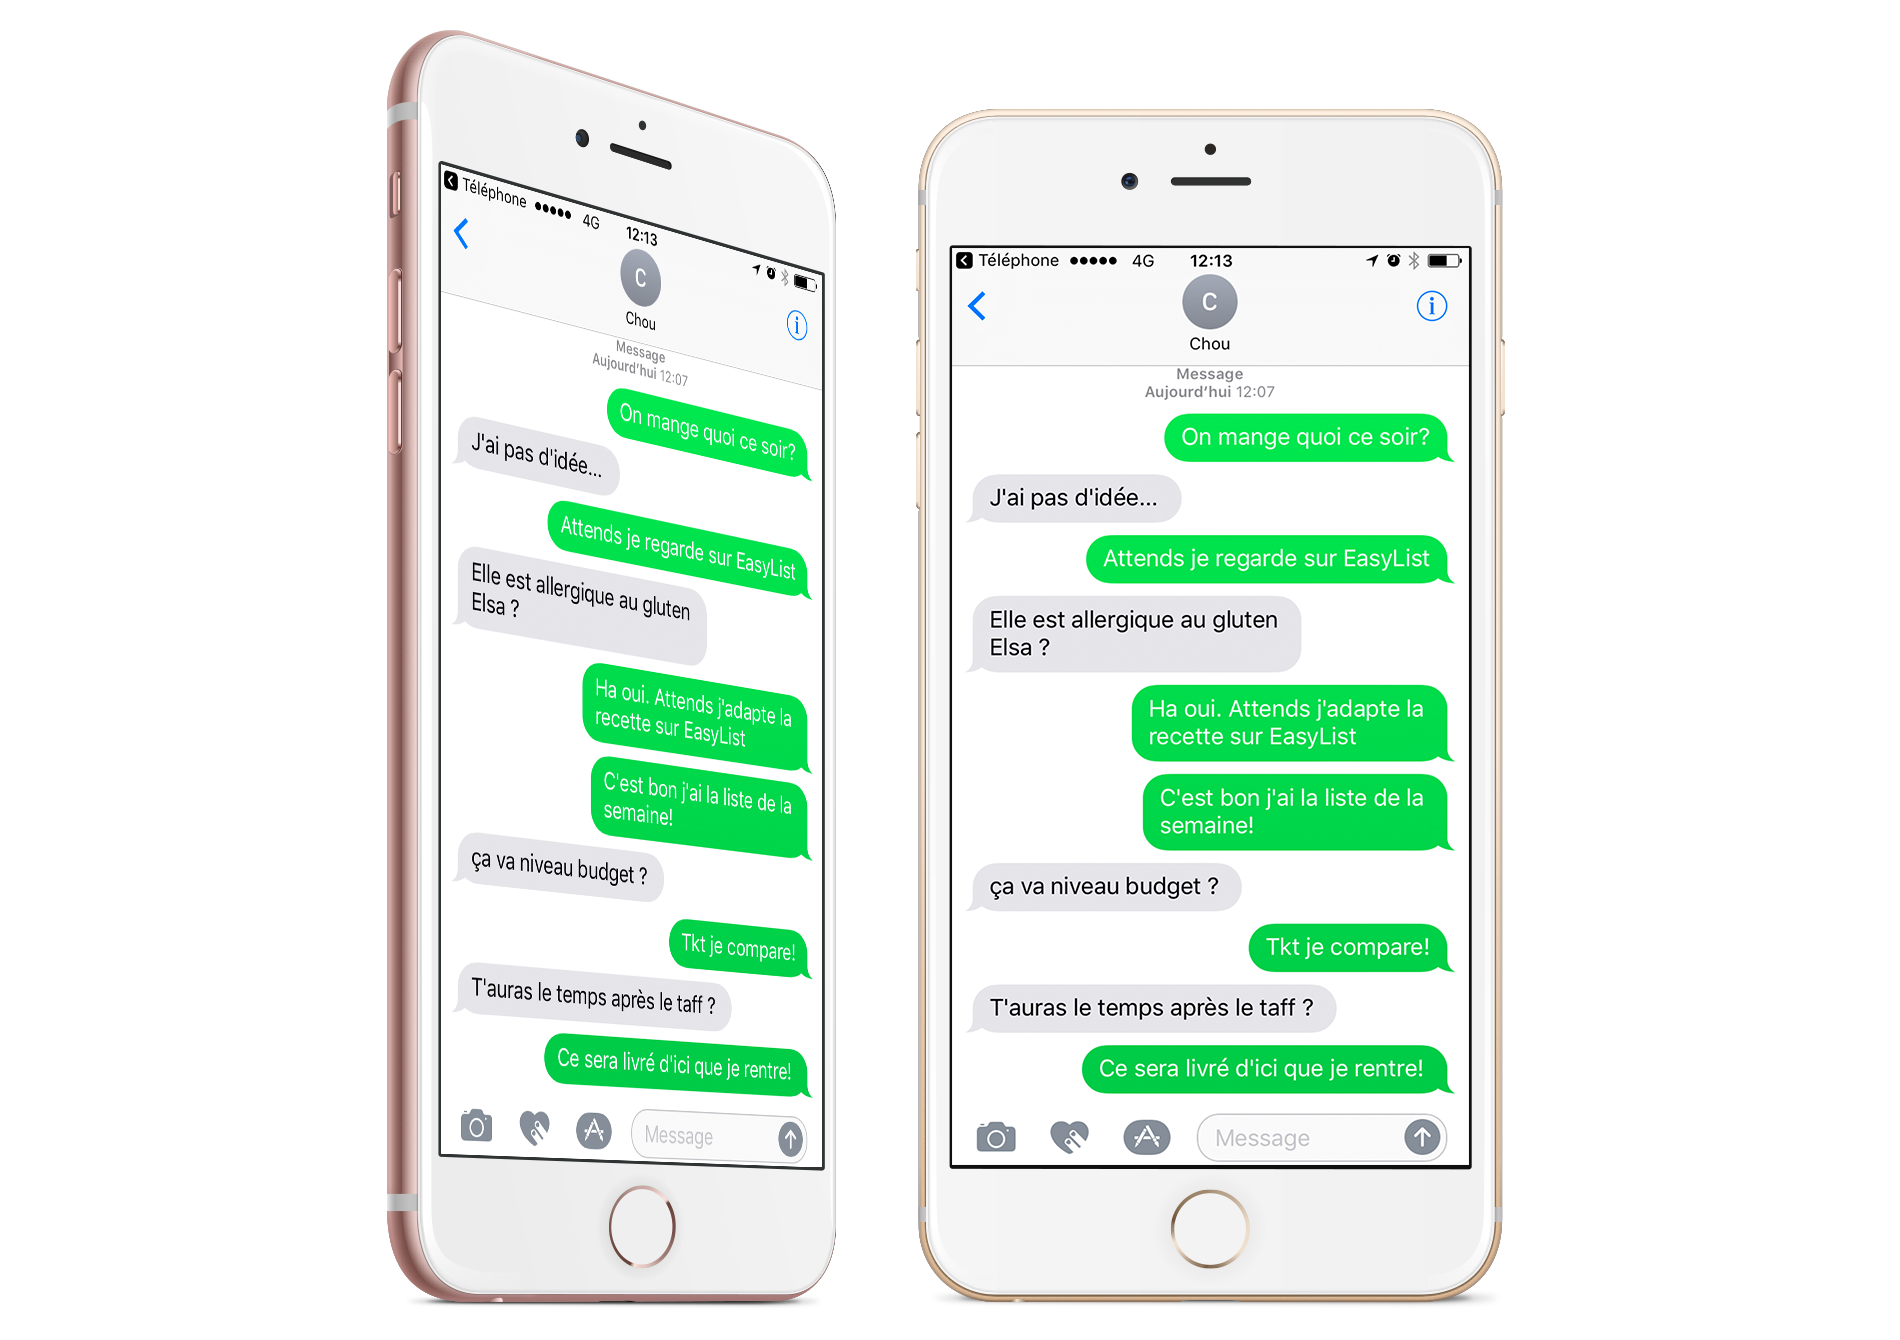 Téléphone 4G 12:13
C
Chou
i
Message
Aujourd'hui 12:07
On mange quoi ce soir?
J'ai pas d'idée...
Attends je regarde sur EasyList
Elle est allergique au gluten
Elsa ?
Ha oui. Attends j'adapte la
recette sur EasyList
C'est bon j'ai la liste de la
semaine!
ça va niveau budget ?
Tkt je compare!
T'auras le temps après le taff ?
Ce sera livré d'ici que je rentre!
Message
Téléphone 4G 12:13
C
Chou
i
Message
Aujourd'hui 12:07
On mange quoi ce soir?
J'ai pas d'idée...
Attends je regarde sur EasyList
Elle est allergique au gluten
Elsa ?
Ha oui. Attends j'adapte la
recette sur EasyList
C'est bon j'ai la liste de la
semaine!
ça va niveau budget ?
Tkt je compare!
T'auras le temps après le taff ?
Ce sera livré d'ici que je rentre!
Message